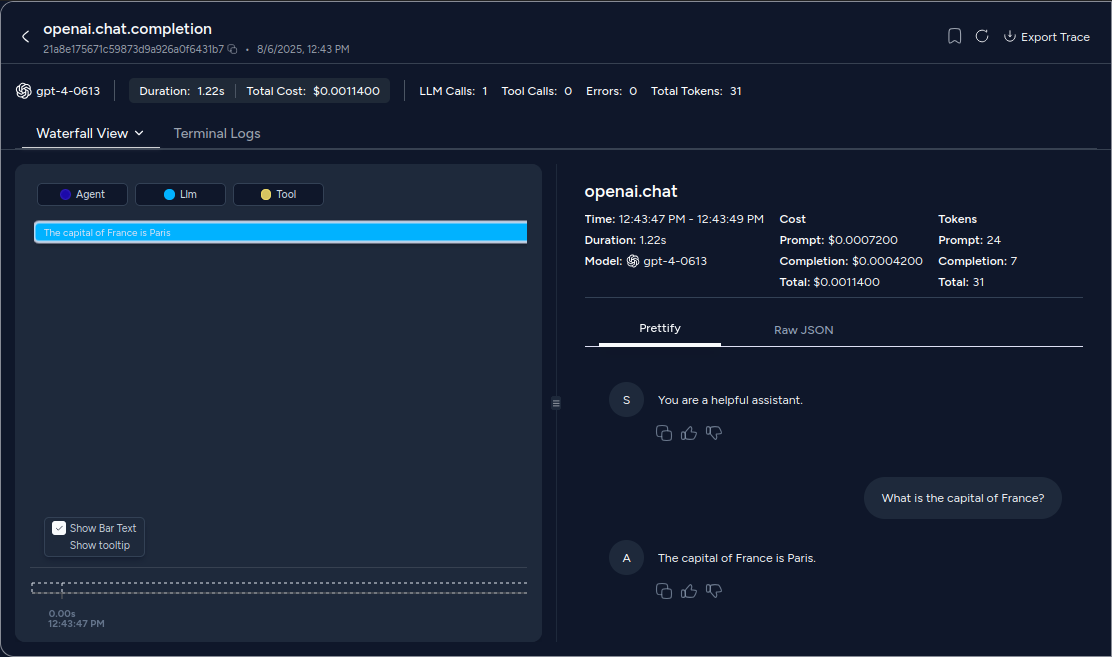 openai.chat.completion
21a8e175671c59873d9a926a0f6431b7 • 8/6/2025, 12:43 PM
Export Trace
gpt-4-0613
Duration: 1.22s
Total Cost: $0.0011400
LLM Calls: 1 Tool Calls: 0 Errors: 0 Total Tokens: 31
Waterfall View
Terminal Logs
Agent
Llm
Tool
The capital of France is Paris
Show Bar Text
Show tooltip
0.00s
12:43:47 PM
openai.chat
Time: 12:43:47 PM - 12:43:49 PM
Duration: 1.22s
Model: gpt-4-0613
Cost
Prompt: $0.0007200
Completion: $0.0004200
Total: $0.0011400
Tokens
Prompt: 24
Completion: 7
Total: 31
Prettify
Raw JSON
S
You are a helpful assistant.
What is the capital of France?
A
The capital of France is Paris.